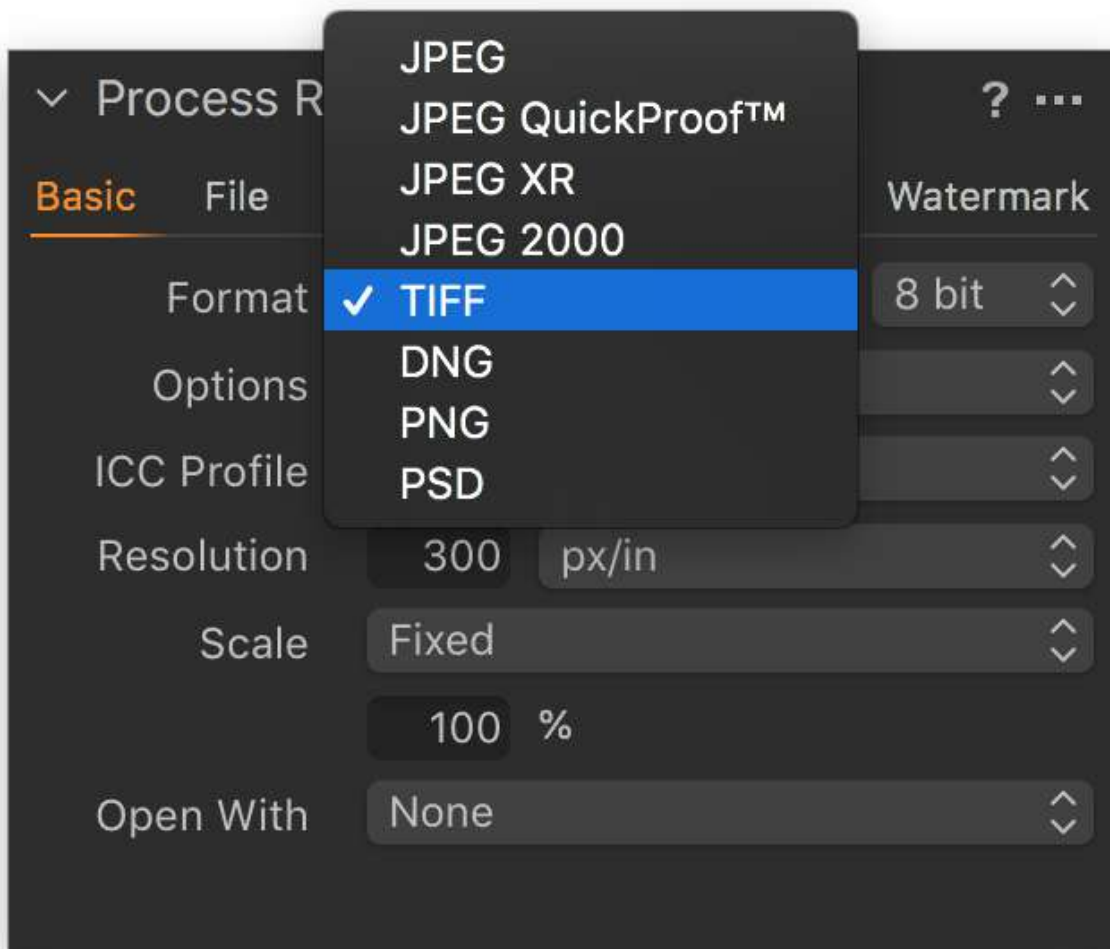 JPEG
Process R
JPEG QuickProof™
? ...
JPEG XR
Basic File Watermark
JPEG 2000
Format ✓ TIFF 8 bit
DNG
Options
PNG
ICC Profile
PSD
Resolution 300 px/in
Scale Fixed
100 %
Open With None